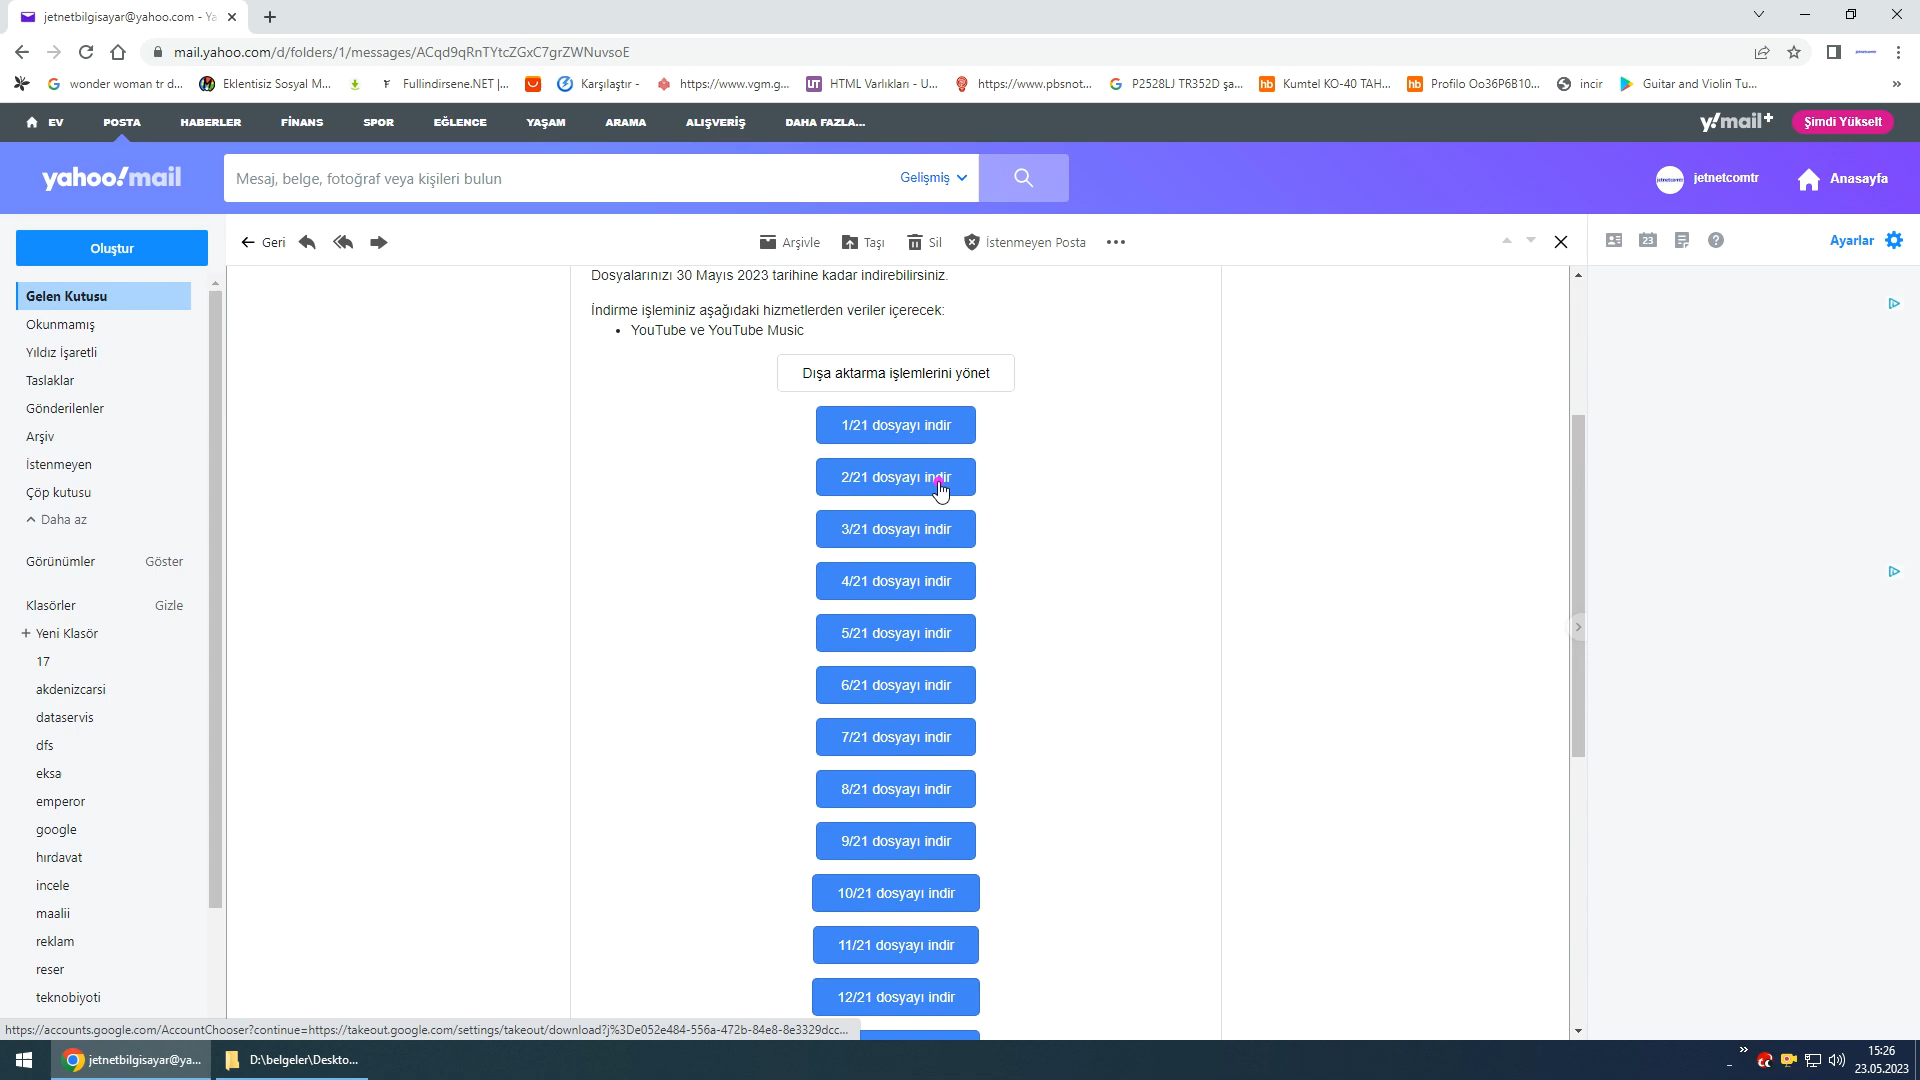 jetnetbilgisayar@yahoo.com - Ya
mail.yahoo.com/d/folders/1/messages/ACqd9qRnTYtcZGxC7grZWNuvsoE
wonder woman tr d...
Eklentisiz Sosyal M...
Fullindirsene.NET |...
Karşılaştır -
https://www.vgm.g...
HTML Varlıkları - U...
https://www.pbsnot...
P2528LJ TR352D şa...
Kumtel KO-40 TAH...
Profilo Oo36P6B10...
incir
Guitar and Violin Tu...
»
EV
POSTA
HABERLER
FİNANS
SPOR
EĞLENCE
YAŞAM
ARAMA
ALIŞVERİŞ
DAHA FAZLA...
y!mail+
Şimdi Yükselt
yahoo!mail
Mesaj, belge, fotoğraf veya kişileri bulun
Gelişmiş
jetnetcomtr
Anasayfa
Oluştur
Geri
Arşivle
Taşı
Sil
İstenmeyen Posta
23
Ayarlar
Gelen Kutusu
Okunmamış
Yıldız İşaretli
Taslaklar
Gönderilenler
Arşiv
İstenmeyen
Çöp kutusu
Daha az
Görünümler Göster
Klasörler Gizle
+ Yeni Klasör
17
akdenizcarsi
dataservis
dfs
eksa
emperor
google
hırdavat
incele
maalii
reklam
reser
teknobiyoti
Dosyalarınızı 30 Mayıs 2023 tarihine kadar indirebilirsiniz.
İndirme işleminiz aşağıdaki hizmetlerden veriler içerecek:
• YouTube ve YouTube Music
Dışa aktarma işlemlerini yönet
1/21 dosyayı indir
2/21 dosyayı indir
3/21 dosyayı indir
4/21 dosyayı indir
5/21 dosyayı indir
6/21 dosyayı indir
7/21 dosyayı indir
8/21 dosyayı indir
9/21 dosyayı indir
10/21 dosyayı indir
11/21 dosyayı indir
12/21 dosyayı indir
https://accounts.google.com/AccountChooser?continue=https://takeout.google.com/settings/takeout/download?j%3De052e484-556a-472b-84e8-8e3329dcc...
jetnetbilgisayar@ya...
D:\belgeler\Deskto...
15:26
23.05.2023